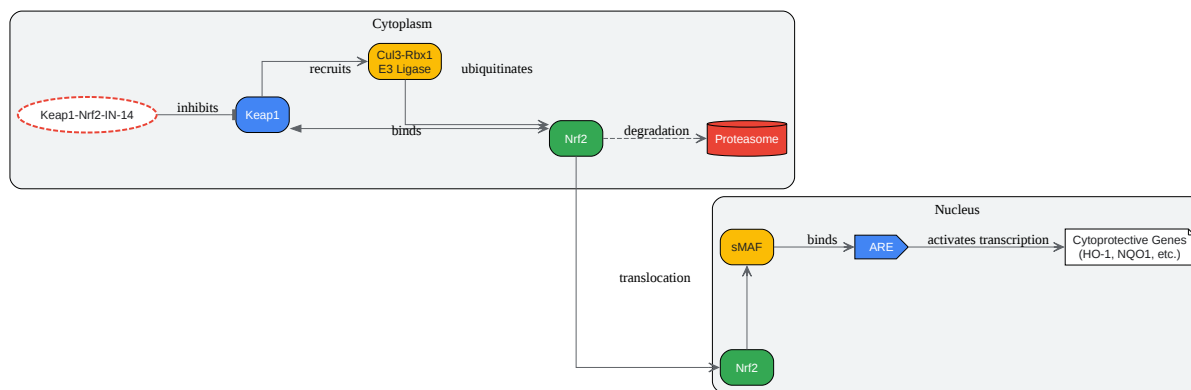 Cytoplasm
Cul3-Rbx1
E3 Ligase
recruits
ubiquitinates
Keap1-Nrf2-IN-14
inhibits
Keap1
binds
Nrf2
degradation
Proteasome
Nucleus
sMAF
binds
ARE
activates transcription
Cytoprotective Genes
(HO-1, NQO1, etc.)
translocation
Nrf2